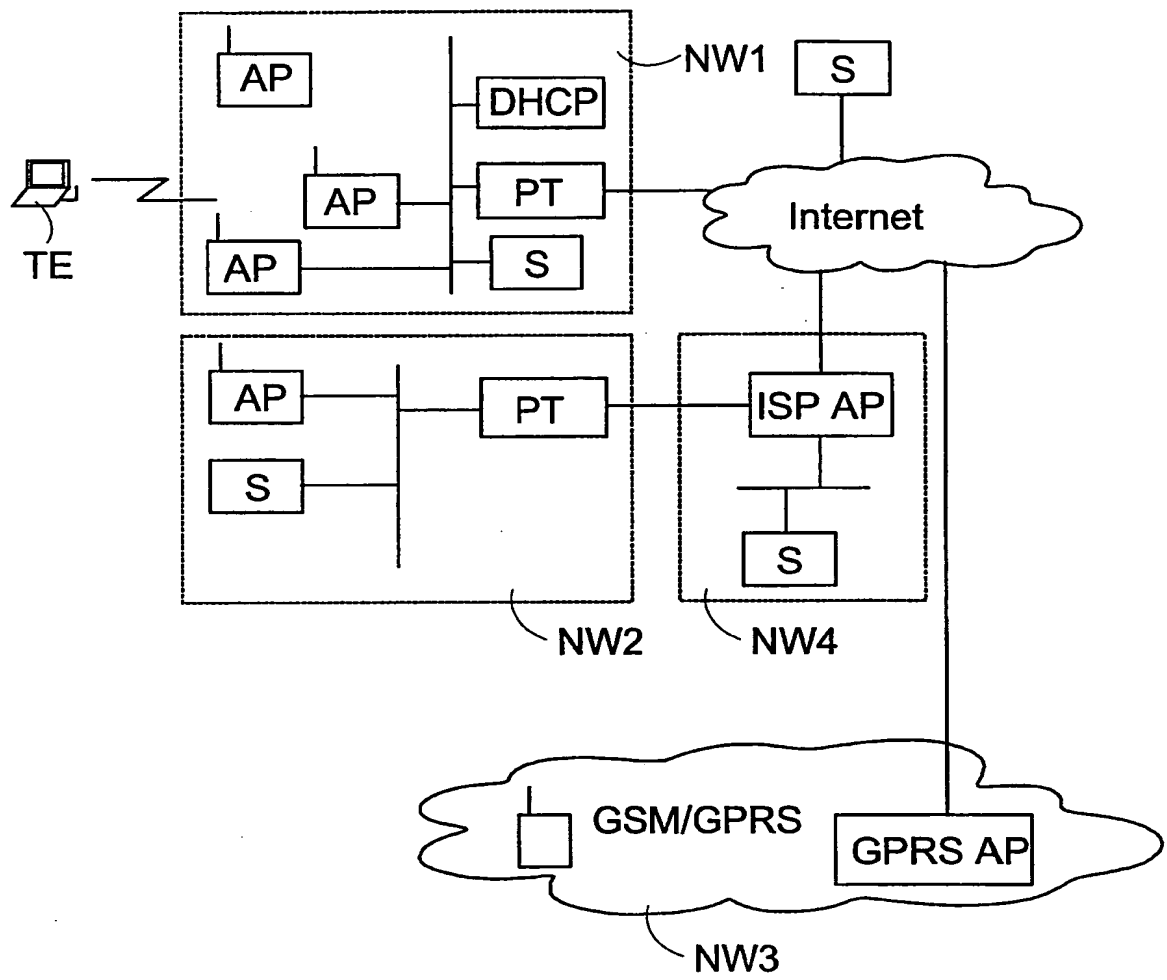 NW1
S
AP
DHCP
PT
AP
Internet
TE
AP
S
AP
PT
ISP AP
S
S
NW2
NW4
GSM/GPRS
GPRS AP
NW3